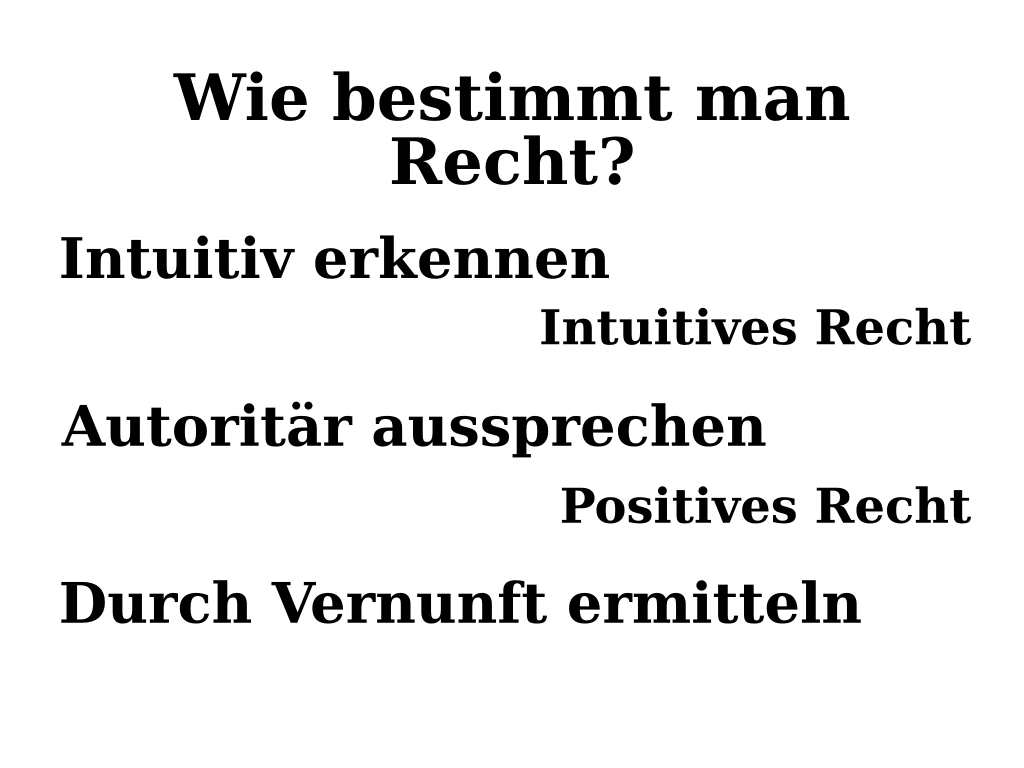 Wie bestimmt man
Recht?
Intuitiv erkennen
Intuitives Recht
Autoritär aussprechen
Positives Recht
Durch Vernunft ermitteln